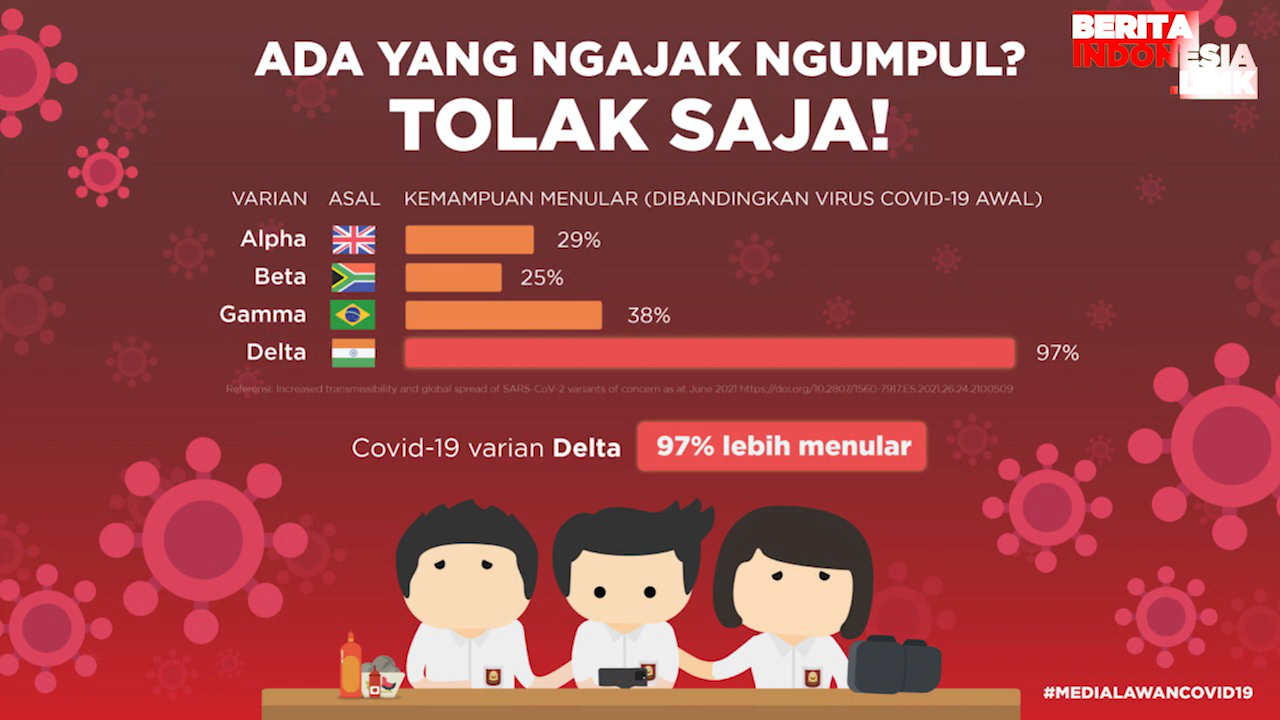 BERITA
INDONESIA
.LINK
ADA YANG NGAJAK NGUMPUL?
TOLAK SAJA!
VARIAN ASAL KEMAMPUAN MENULAR (DIBANDINGKAN VIRUS COVID-19 AWAL)
Alpha 29%
Beta 25%
Gamma 38%
Delta 97%
Referensi: Increased transmissibility and global spread of SARS-CoV-2 variants of concern as at June 2021 https://doi.org/10.2807/1560-7917.ES.2021.26.24.2100509
Covid-19 varian Delta 97% lebih menular
#MEDIALAWANCOVID19